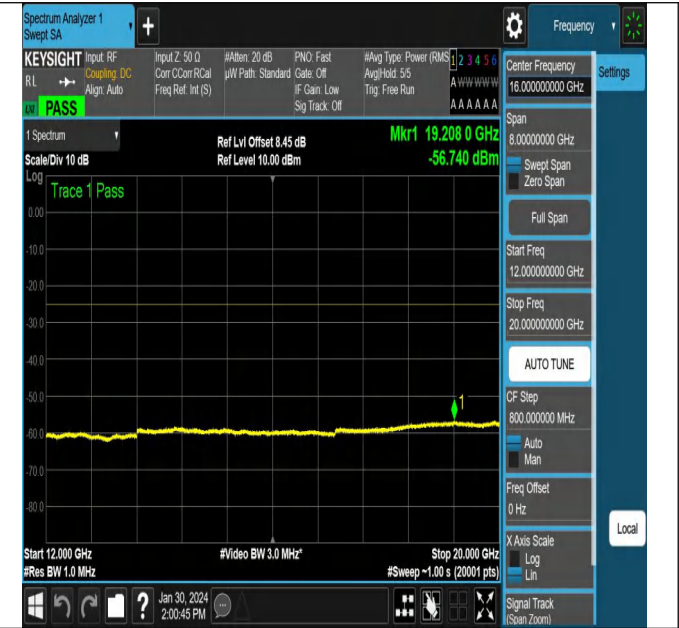 Spectrum Analyzer 1
Swept SA
+
Frequency
KEYSIGHT
RL
Input: RF
Coupling: DC
Align: Auto
Input Z: 50 Ω
Corr CCorr RCal
Freq Ref: Int (S)
#Atten: 20 dB
µW Path: Standard
PNO: Fast
Gate: Off
IF Gain: Low
Sig Track: Off
#Avg Type: Power (RMS
Avg|Hold: 5/5
Trig: Free Run
1 2 3 4 5 6
A W W W W W
A A A A A A
PASS
1 Spectrum
Scale/Div 10 dB
Log
Ref Lvl Offset 8.45 dB
Ref Level 10.00 dBm
Mkr1 19.208 0 GHz
-56.740 dBm
Trace 1 Pass
0.00
-10.0
-20.0
-30.0
-40.0
-50.0
-60.0
-70.0
-80.0
1
Start 12.000 GHz
#Res BW 1.0 MHz
#Video BW 3.0 MHz*
Stop 20.000 GHz
#Sweep ~1.00 s (20001 pts)
Jan 30, 2024
2:00:45 PM
Center Frequency
16.000000000 GHz
Settings
Span
8.00000000 GHz
Swept Span
Zero Span
Full Span
Start Freq
12.000000000 GHz
Stop Freq
20.000000000 GHz
AUTO TUNE
CF Step
800.000000 MHz
Auto
Man
Freq Offset
0 Hz
X Axis Scale
Log
Lin
Local
Signal Track
(Span Zoom)